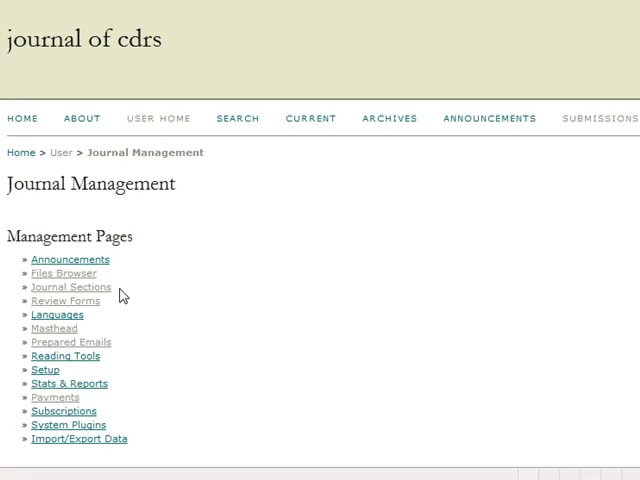 journal of cdrs
HOME ABOUT USER HOME SEARCH CURRENT ARCHIVES ANNOUNCEMENTS SUBMISSIONS
Home > User > Journal Management
Journal Management
Management Pages
» Announcements
» Files Browser
» Journal Sections
» Review Forms
» Languages
» Masthead
» Prepared Emails
» Reading Tools
» Setup
» Stats & Reports
» Payments
» Subscriptions
» System Plugins
» Import/Export Data